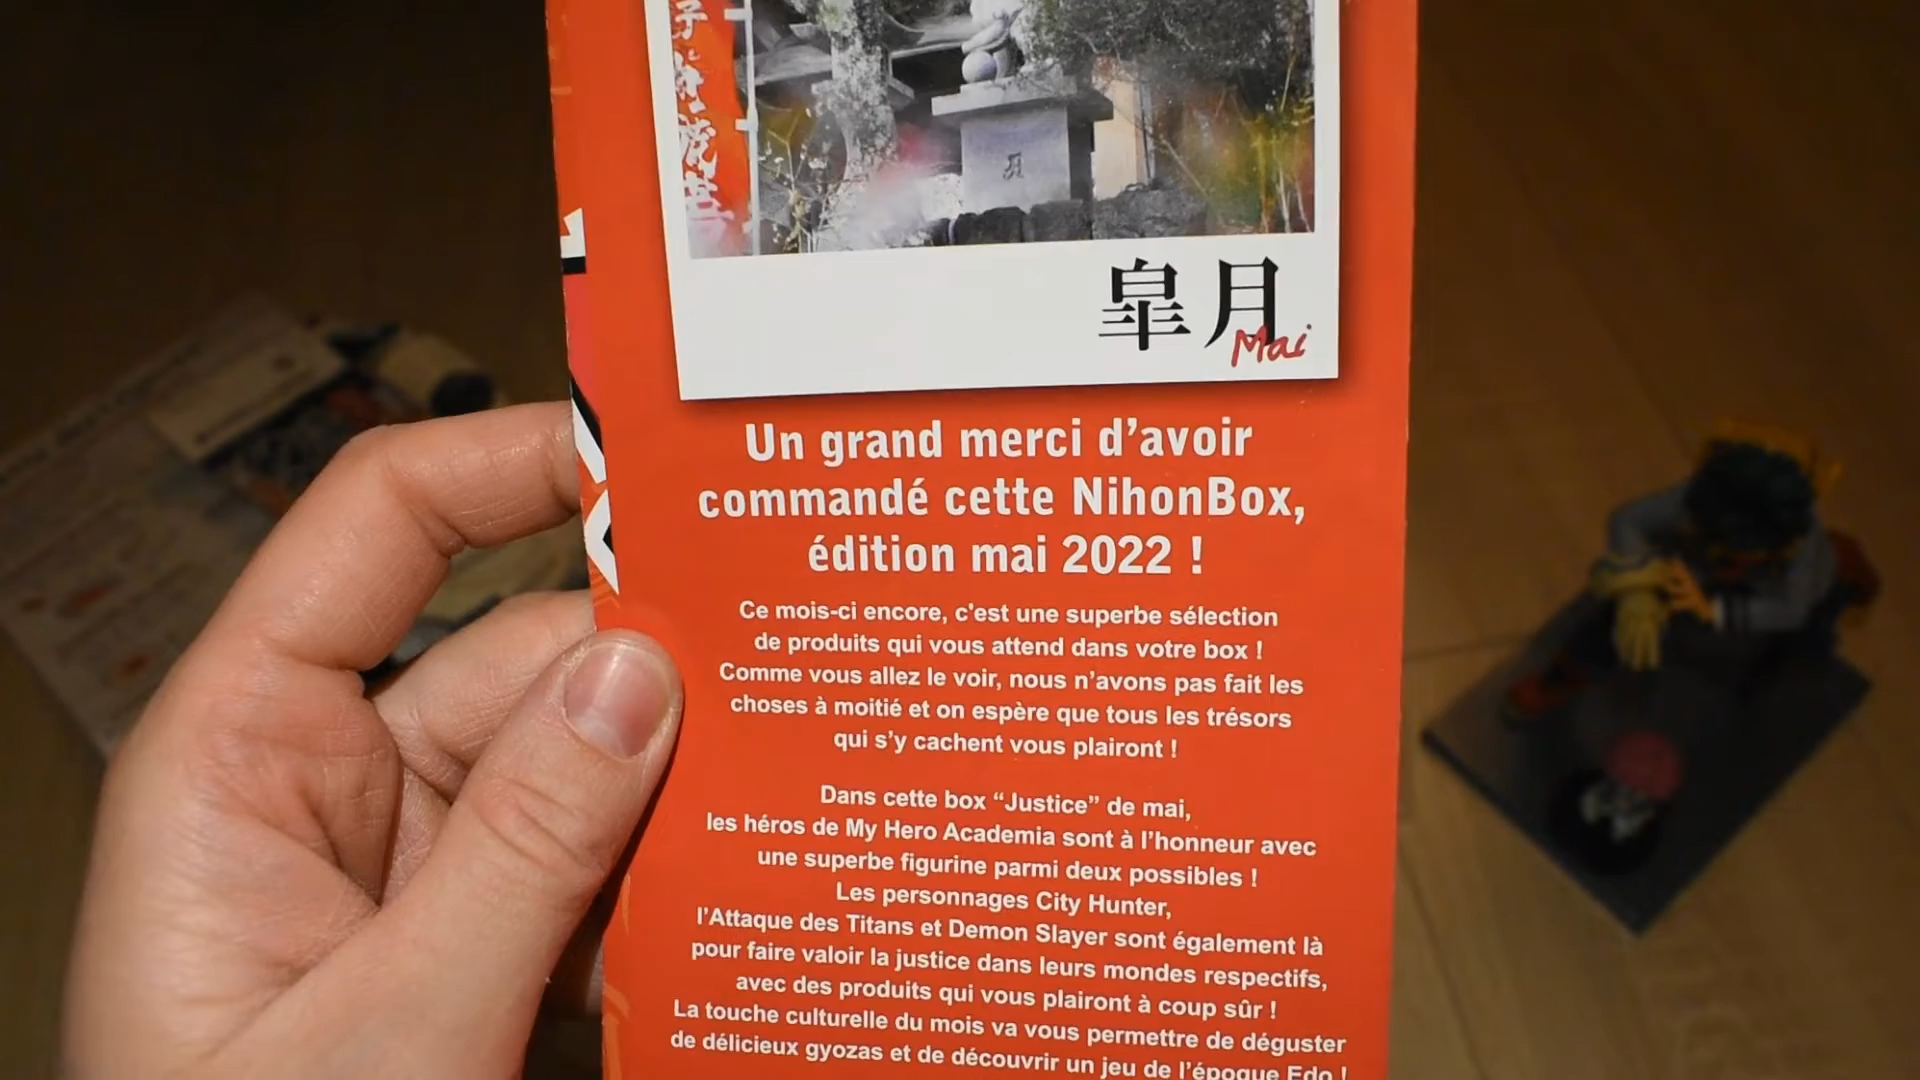 皐月
Mai
Un grand merci d’avoir
commandé cette NihonBox,
édition mai 2022 !
Ce mois-ci encore, c'est une superbe sélection
de produits qui vous attend dans votre box !
Comme vous allez le voir, nous n’avons pas fait les
choses à moitié et on espère que tous les trésors
qui s’y cachent vous plairont !
Dans cette box “Justice” de mai,
les héros de My Hero Academia sont à l’honneur avec
une superbe figurine parmi deux possibles !
Les personnages City Hunter,
l’Attaque des Titans et Demon Slayer sont également là
pour faire valoir la justice dans leurs mondes respectifs,
avec des produits qui vous plairont à coup sûr !
La touche culturelle du mois va vous permettre de déguster
de délicieux gyozas et de découvrir un jeu de l’époque Edo !